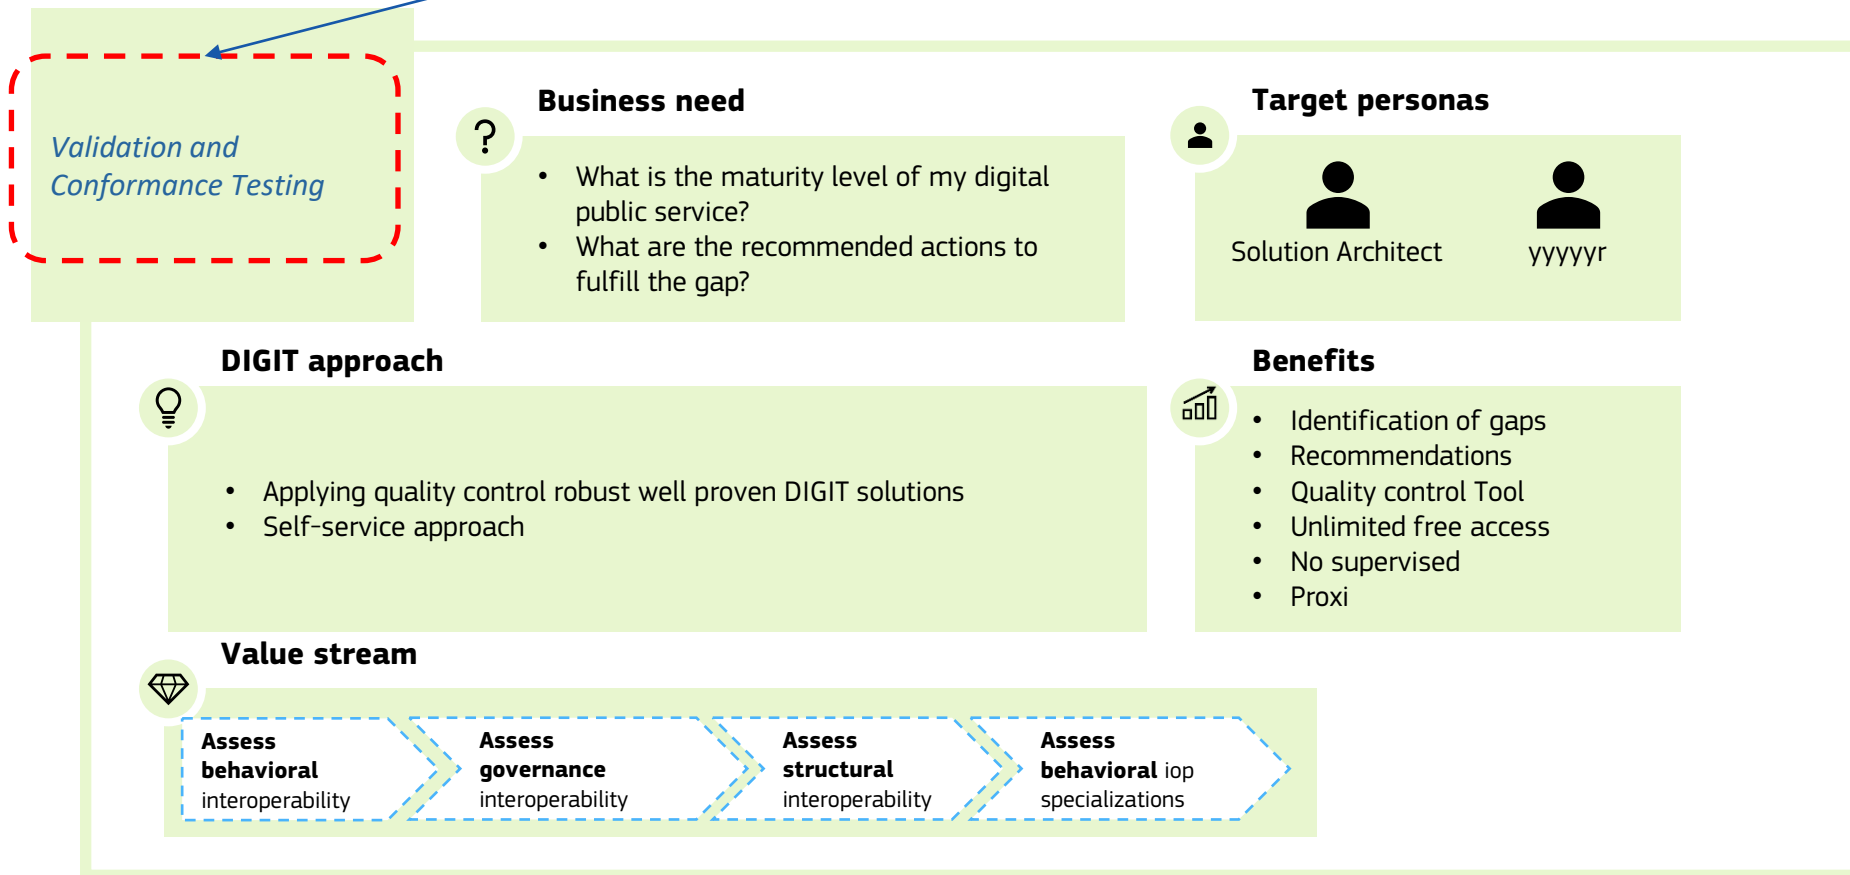 Validation and
Conformance Testing
Business need
?
• What is the maturity level of my digital
public service?
• What are the recommended actions to
fulfill the gap?
Target personas
Solution Architect
yyyyyr
DIGIT approach
• Applying quality control robust well proven DIGIT solutions
• Self-service approach
Benefits
• Identification of gaps
• Recommendations
• Quality control Tool
• Unlimited free access
• No supervised
• Proxi
Value stream
Assess
behavioral
interoperability
Assess
governance
interoperability
Assess
structural
interoperability
Assess
behavioral iop
specializations